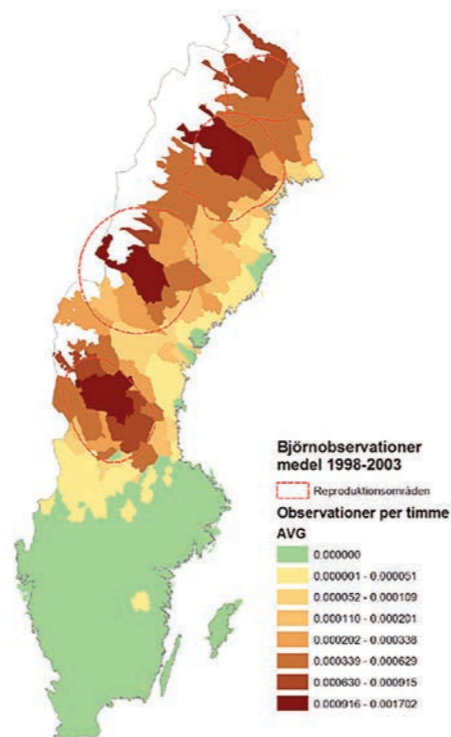 Björnobservationer
medel 1998-2003
Reproduktionsområden
Observationer per timme
AVG
0.000000
0.000001 - 0.000051
0.000052 - 0.000109
0.000110 - 0.000201
0.000202 - 0.000338
0.000339 - 0.000629
0.000630 - 0.000915
0.000916 - 0.001702